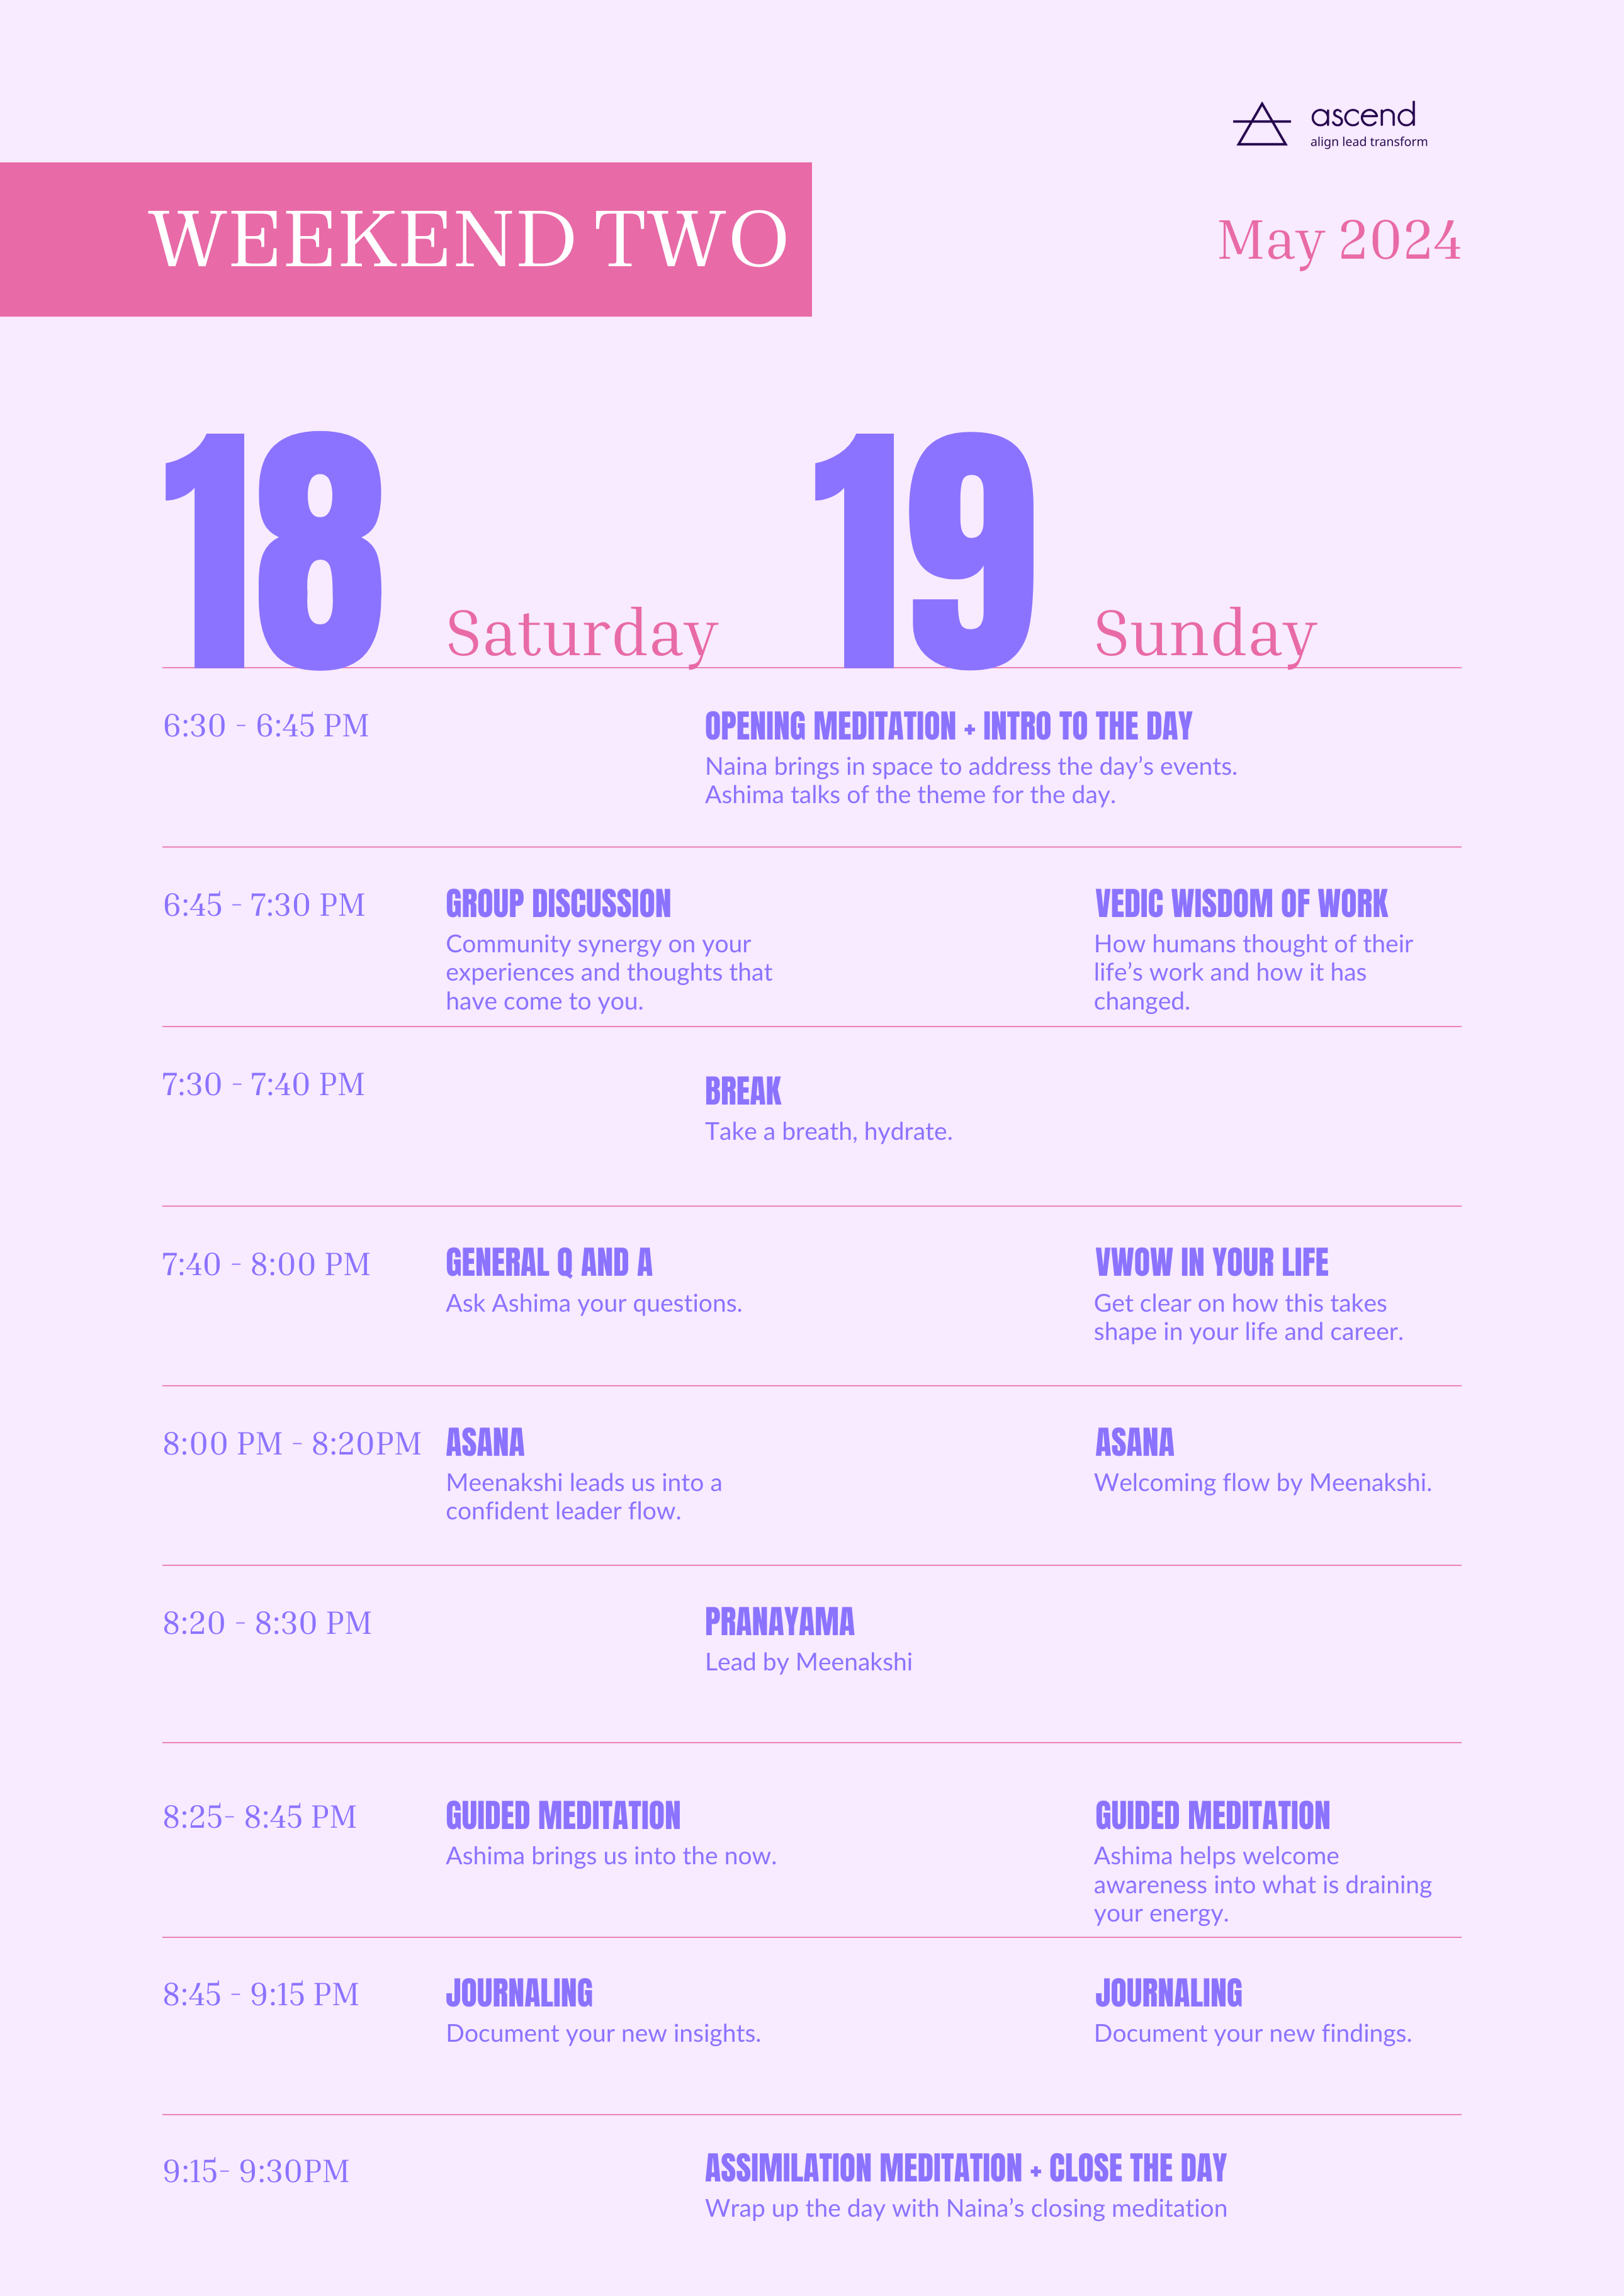 ascend
align lead transform
WEEKEND TWO
May 2024
18 Saturday
19 Sunday
6:30 - 6:45 PM
OPENING MEDITATION + INTRO TO THE DAY
Naina brings in space to address the day’s events.
Ashima talks of the theme for the day.
6:45 - 7:30 PM
GROUP DISCUSSION
Community synergy on your
experiences and thoughts that
have come to you.
VEDIC WISDOM OF WORK
How humans thought of their
life’s work and how it has
changed.
7:30 - 7:40 PM
BREAK
Take a breath, hydrate.
7:40 - 8:00 PM
GENERAL Q AND A
Ask Ashima your questions.
VWOW IN YOUR LIFE
Get clear on how this takes
shape in your life and career.
8:00 PM - 8:20PM
ASANA
Meenakshi leads us into a
confident leader flow.
ASANA
Welcoming flow by Meenakshi.
8:20 - 8:30 PM
PRANAYAMA
Lead by Meenakshi
8:25- 8:45 PM
GUIDED MEDITATION
Ashima brings us into the now.
GUIDED MEDITATION
Ashima helps welcome
awareness into what is draining
your energy.
8:45 - 9:15 PM
JOURNALING
Document your new insights.
JOURNALING
Document your new findings.
9:15- 9:30PM
ASSIMILATION MEDITATION + CLOSE THE DAY
Wrap up the day with Naina’s closing meditation